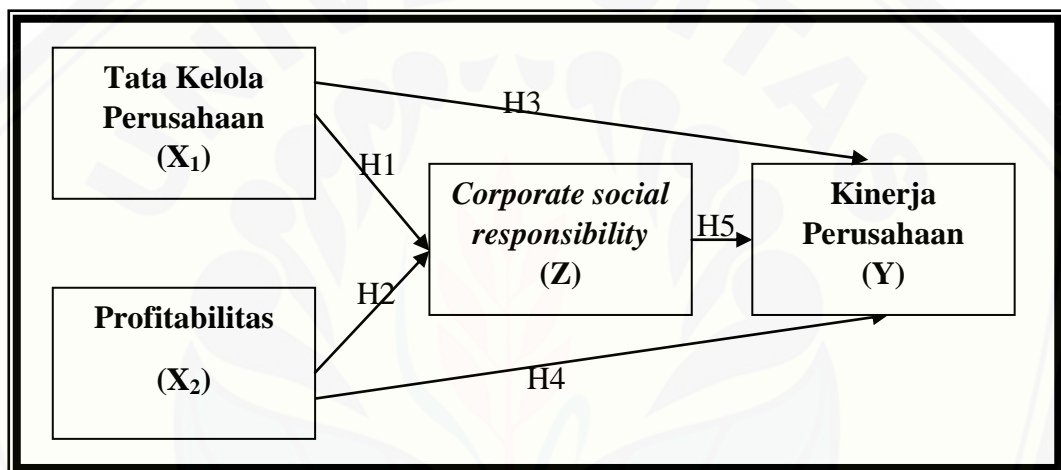 Tata Kelola
Perusahaan
(X₁)
H3
H1
Corporate social
responsibility
(Z)
H5
Kinerja
Perusahaan
(Y)
H2
Profitabilitas
(X₂)
H4